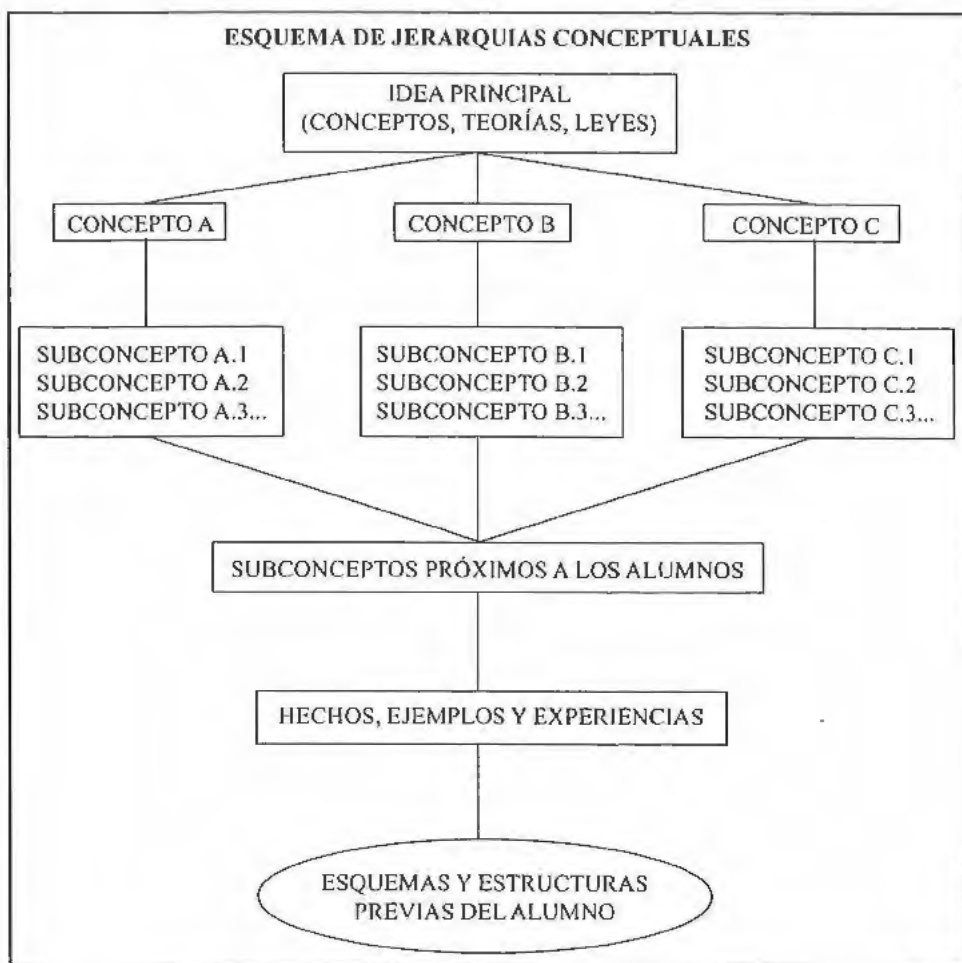 ESQUEMA DE JERARQUIAS CONCEPTUALES
IDEA PRINCIPAL
(CONCEPTOS, TEORÍAS, LEYES)
CONCEPTO A
CONCEPTO B
CONCEPTO C
SUBCONCEPTO A.1
SUBCONCEPTO A.2
SUBCONCEPTO A.3...
SUBCONCEPTO B.1
SUBCONCEPTO B.2
SUBCONCEPTO B.3...
SUBCONCEPTO C.1
SUBCONCEPTO C.2
SUBCONCEPTO C.3...
SUBCONCEPTOS PRÓXIMOS A LOS ALUMNOS
HECHOS, EJEMPLOS Y EXPERIENCIAS
ESQUEMAS Y ESTRUCTURAS
PREVIAS DEL ALUMNO